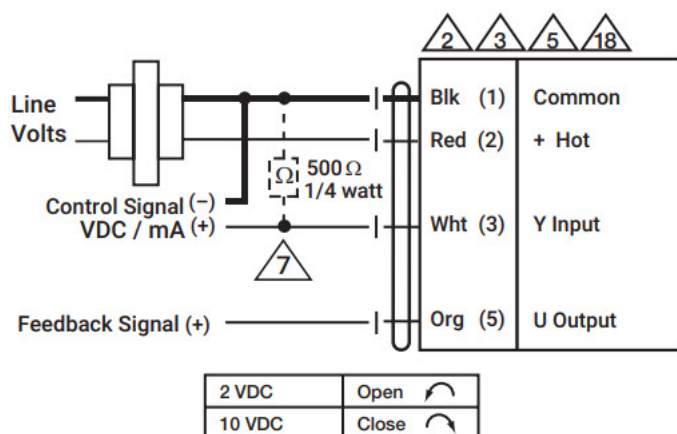 2 3 5 18
Line
Volts
Blk (1) Common
Red (2) + Hot
Ω 500 Ω
1/4 watt
Control Signal (–)
VDC / mA (+)
Wht (3) Y Input
7
Feedback Signal (+)
Org (5) U Output
2 VDC Open
10 VDC Close